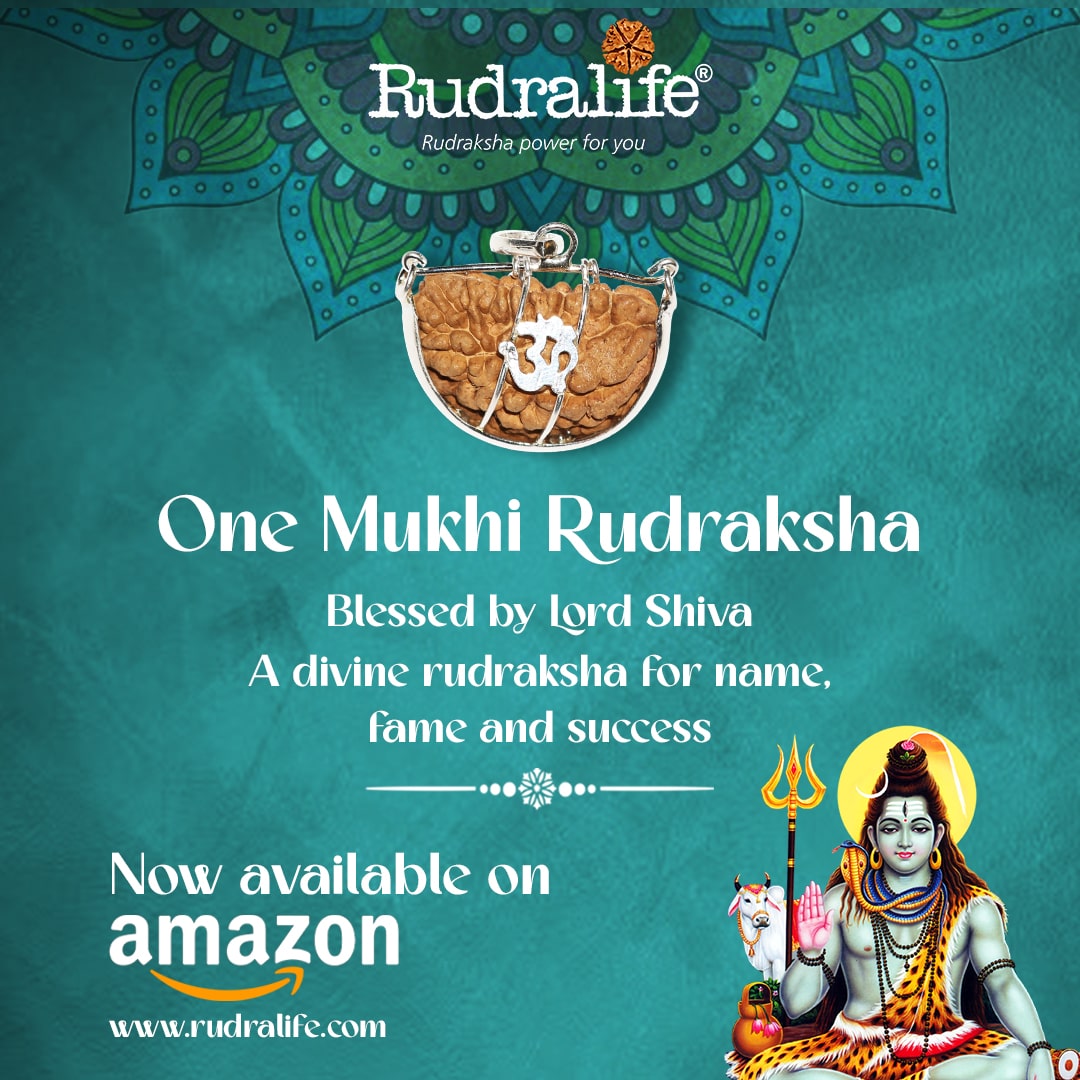 Rudralife®
Rudraksha power for you
ॐ
One Mukhi Rudraksha
Blessed by Lord Shiva
A divine rudraksha for name,
fame and success
Now available on
amazon
www.rudralife.com
ॐ